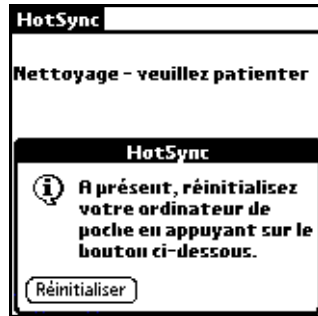 HotSync
Nettoyage - veuillez patienter
HotSync
A présent, réinitialisez
votre ordinateur de
poche en appuyant sur le
bouton ci-dessous.
Réinitialiser